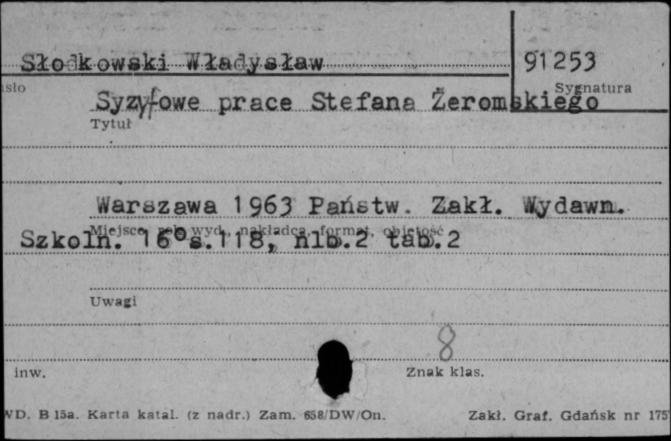 Słodkowski Władysław 91253
Sygnatura
Syzyfowe prace Stefana Żeromskiego
Tytuł
Warszawa 1963 Państw. Zakł. Wydawn.
Miejsce, rok wyd., nakładca, format, objętość
Szkoln. 16° s.118, nlb.2 tab.2
Uwagi
8
inw. Znak klas.
WD. B 15a. Karta katal. (z nadr.) Zam. 658/DW/On. Zakł. Graf. Gdańsk nr 175